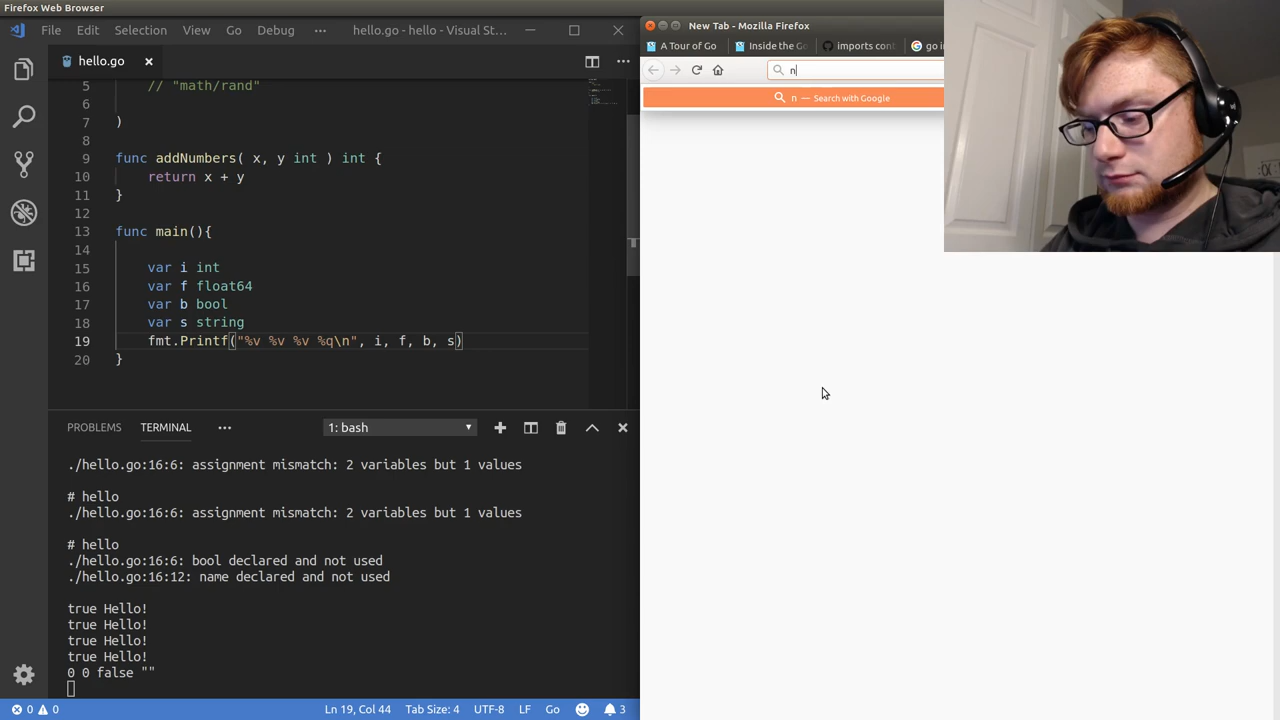 Firefox Web Browser
File Edit Selection View Go Debug ··· hello.go - hello - Visual St…
hello.go
5 // "math/rand"
6
7 )
8
9 func addNumbers( x, y int ) int {
10 return x + y
11 }
12
13 func main(){
14
15 var i int
16 var f float64
17 var b bool
18 var s string
19 fmt.Printf("%v %v %v %q\n", i, f, b, s)
20 }
PROBLEMS TERMINAL ··· 1: bash
./hello.go:16:6: assignment mismatch: 2 variables but 1 values
# hello
./hello.go:16:6: assignment mismatch: 2 variables but 1 values
# hello
./hello.go:16:6: bool declared and not used
./hello.go:16:12: name declared and not used
true Hello!
true Hello!
true Hello!
true Hello!
0 0 false ""
0 0 Ln 19, Col 44 Tab Size: 4 UTF-8 LF Go 3
New Tab - Mozilla Firefox
A Tour of Go Inside the Go imports cont go i
n
n — Search with Google